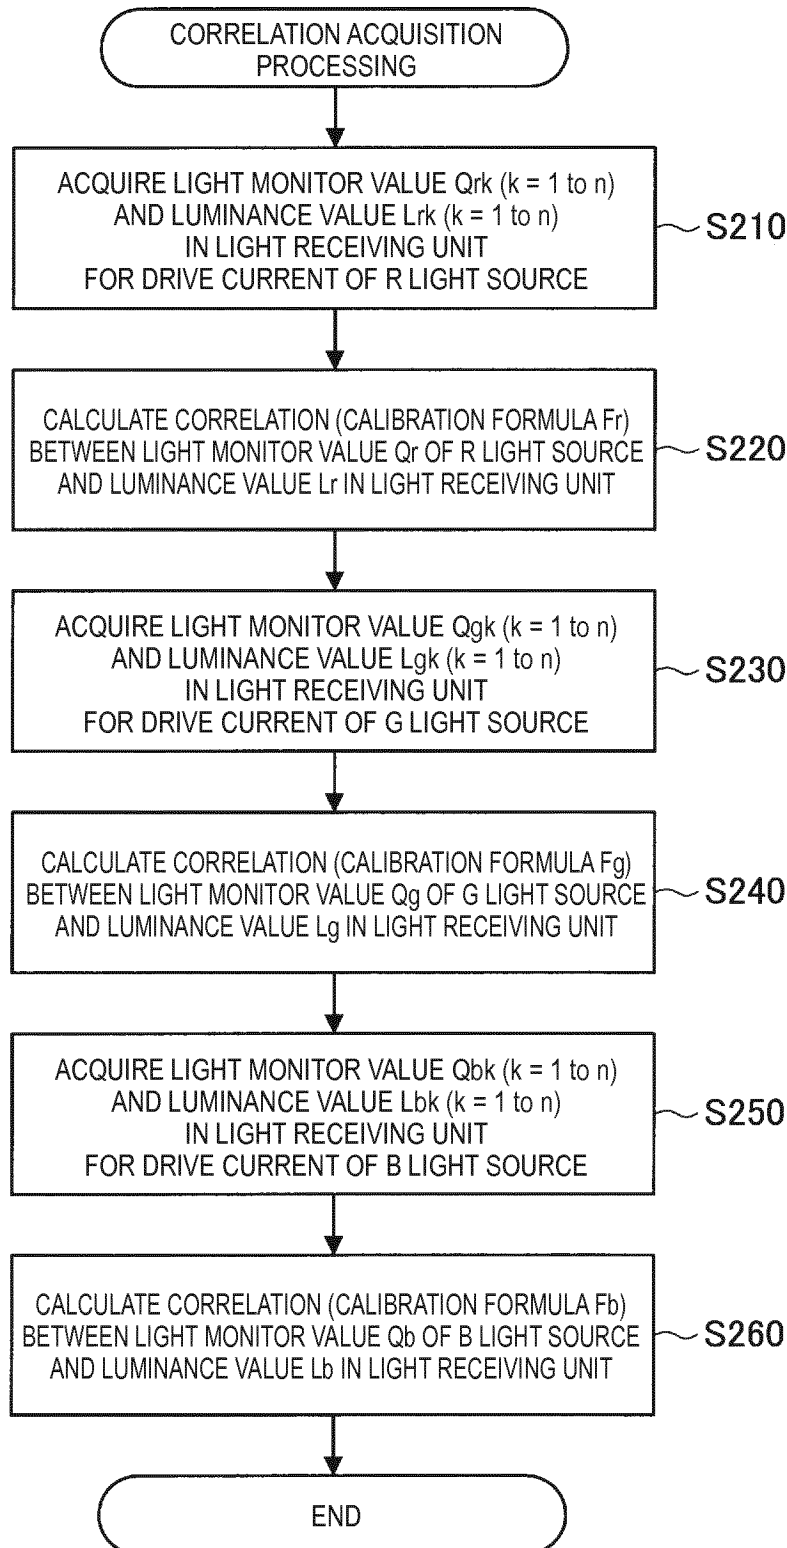 CORRELATION ACQUISITION
PROCESSING
ACQUIRE LIGHT MONITOR VALUE Qrk (k = 1 to n)
AND LUMINANCE VALUE Lrk (k = 1 to n)
IN LIGHT RECEIVING UNIT
FOR DRIVE CURRENT OF R LIGHT SOURCE
S210
CALCULATE CORRELATION (CALIBRATION FORMULA Fr)
BETWEEN LIGHT MONITOR VALUE Qr OF R LIGHT SOURCE
AND LUMINANCE VALUE Lr IN LIGHT RECEIVING UNIT
S220
ACQUIRE LIGHT MONITOR VALUE Qgk (k = 1 to n)
AND LUMINANCE VALUE Lgk (k = 1 to n)
IN LIGHT RECEIVING UNIT
FOR DRIVE CURRENT OF G LIGHT SOURCE
S230
CALCULATE CORRELATION (CALIBRATION FORMULA Fg)
BETWEEN LIGHT MONITOR VALUE Qg OF G LIGHT SOURCE
AND LUMINANCE VALUE Lg IN LIGHT RECEIVING UNIT
S240
ACQUIRE LIGHT MONITOR VALUE Qbk (k = 1 to n)
AND LUMINANCE VALUE Lbk (k = 1 to n)
IN LIGHT RECEIVING UNIT
FOR DRIVE CURRENT OF B LIGHT SOURCE
S250
CALCULATE CORRELATION (CALIBRATION FORMULA Fb)
BETWEEN LIGHT MONITOR VALUE Qb OF B LIGHT SOURCE
AND LUMINANCE VALUE Lb IN LIGHT RECEIVING UNIT
S260
END